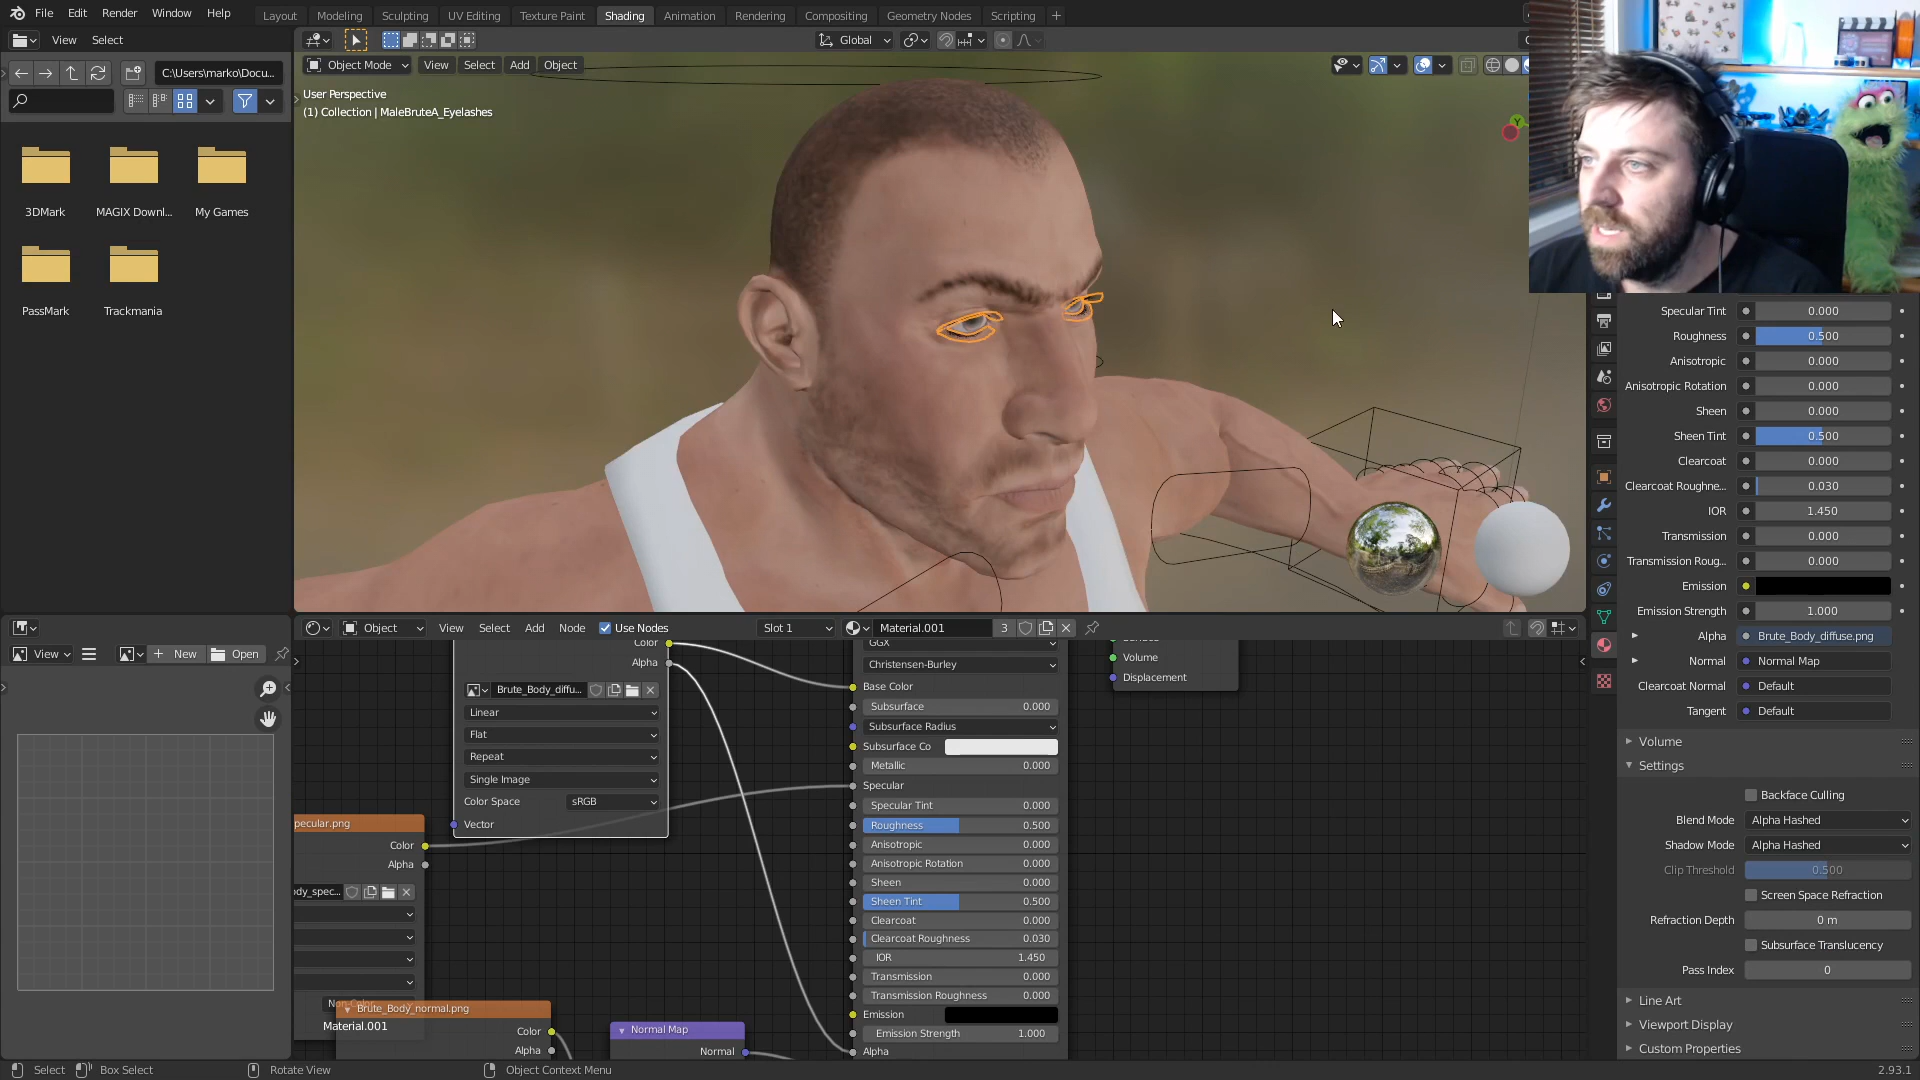 File Edit Render Window Help
Layout Modeling Sculpting UV Editing Texture Paint Shading Animation Rendering Compositing Geometry Nodes Scripting
View Select
Global
C:\Users\marko\Docu...
Object Mode View Select Add Object
User Perspective
(1) Collection | MaleBruteA_Eyelashes
3DMark MAGIX Downl... My Games
PassMark Trackmania
Y
Specular Tint 0.000
Roughness 0.500
Anisotropic 0.000
Anisotropic Rotation 0.000
Sheen 0.000
Sheen Tint 0.500
Clearcoat 0.000
Clearcoat Roughne... 0.030
IOR 1.450
Transmission 0.000
Transmission Roug... 0.000
Emission
Emission Strength 1.000
Alpha Brute_Body_diffuse.png
Normal Normal Map
Clearcoat Normal Default
Tangent Default
Volume
Settings
Backface Culling
Blend Mode Alpha Hashed
Shadow Mode Alpha Hashed
Clip Threshold 0.500
Screen Space Refraction
Refraction Depth 0 m
Subsurface Translucency
Pass Index 0
Line Art
Viewport Display
Custom Properties
Object View Select Add Node Use Nodes Slot 1 Material.001 3
View New Open
Color
Alpha
Brute_Body_diffu...
Linear
Flat
Repeat
Single Image
Color Space sRGB
Vector
pecular.png
Color
Alpha
dy_spec...
Brute_Body_normal.png
Material.001
Color
Alpha
Normal Map
Normal
GGX
Christensen-Burley
Base Color
Subsurface 0.000
Subsurface Radius
Subsurface Co
Metallic 0.000
Specular
Specular Tint 0.000
Roughness 0.500
Anisotropic 0.000
Anisotropic Rotation 0.000
Sheen 0.000
Sheen Tint 0.500
Clearcoat 0.000
Clearcoat Roughness 0.030
IOR 1.450
Transmission 0.000
Transmission Roughness 0.000
Emission
Emission Strength 1.000
Alpha
Volume
Displacement
Select Box Select Rotate View Object Context Menu 2.93.1